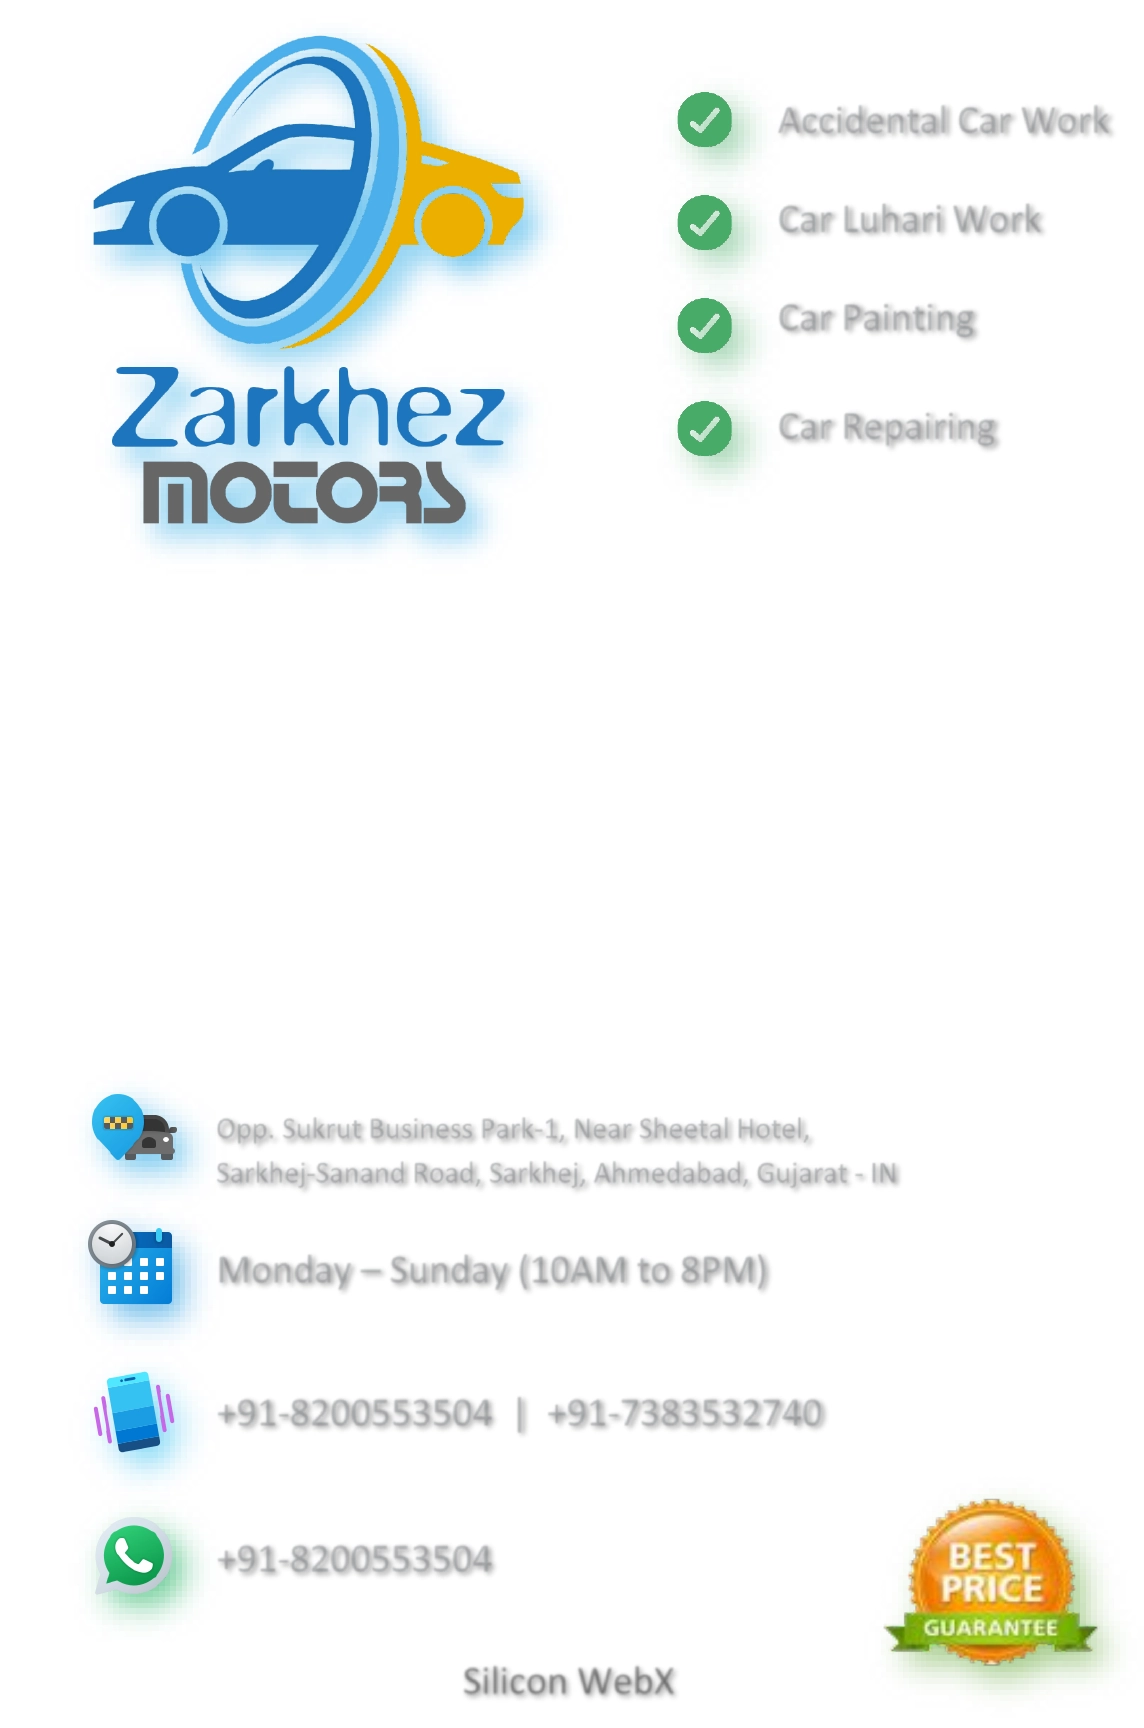 Zarkhez
MOTORS
Accidental Car Work
Car Luhari Work
Car Painting
Car Repairing
Opp. Sukrut Business Park-1, Near Sheetal Hotel,
Sarkhej-Sanand Road, Sarkhej, Ahmedabad, Gujarat - IN
Monday – Sunday (10AM to 8PM)
+91-8200553504 | +91-7383532740
+91-8200553504
BEST
PRICE
GUARANTEE
Silicon WebX